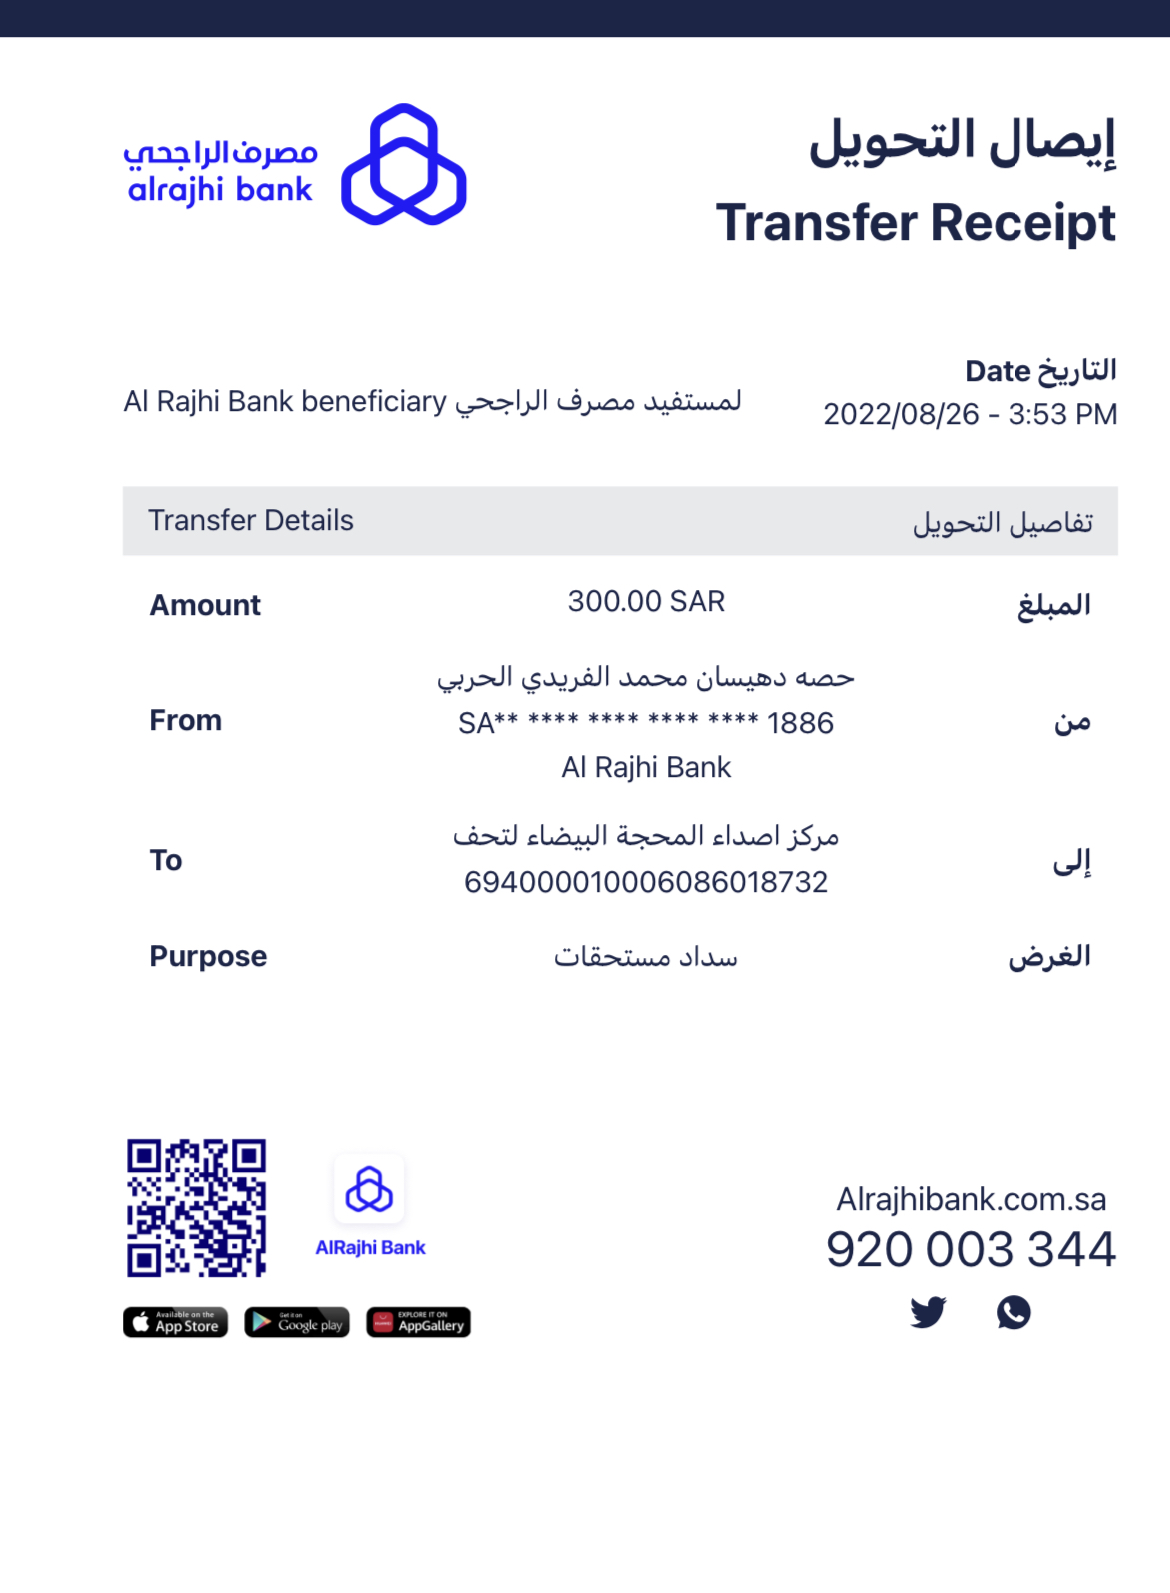 مصرف الراجحي
alrajhi bank
إيصال التحويل
Transfer Receipt
التاريخ Date
2022/08/26 - 3:53 PM
Al Rajhi Bank beneficiary لمستفيد مصرف الراجحي
Transfer Details تفاصيل التحويل
Amount 300.00 SAR المبلغ
حصه دهيسان محمد الفريدي الحربي
From SA** **** **** **** **** 1886 من
Al Rajhi Bank
مركز اصداء المحجة البيضاء لتحف
To إلى
694000010006086018732
Purpose سداد مستحقات الغرض
AlRajhi Bank
Available on the
App Store
Get it on
Google play
EXPLORE IT ON
AppGallery
Alrajhibank.com.sa
920 003 344